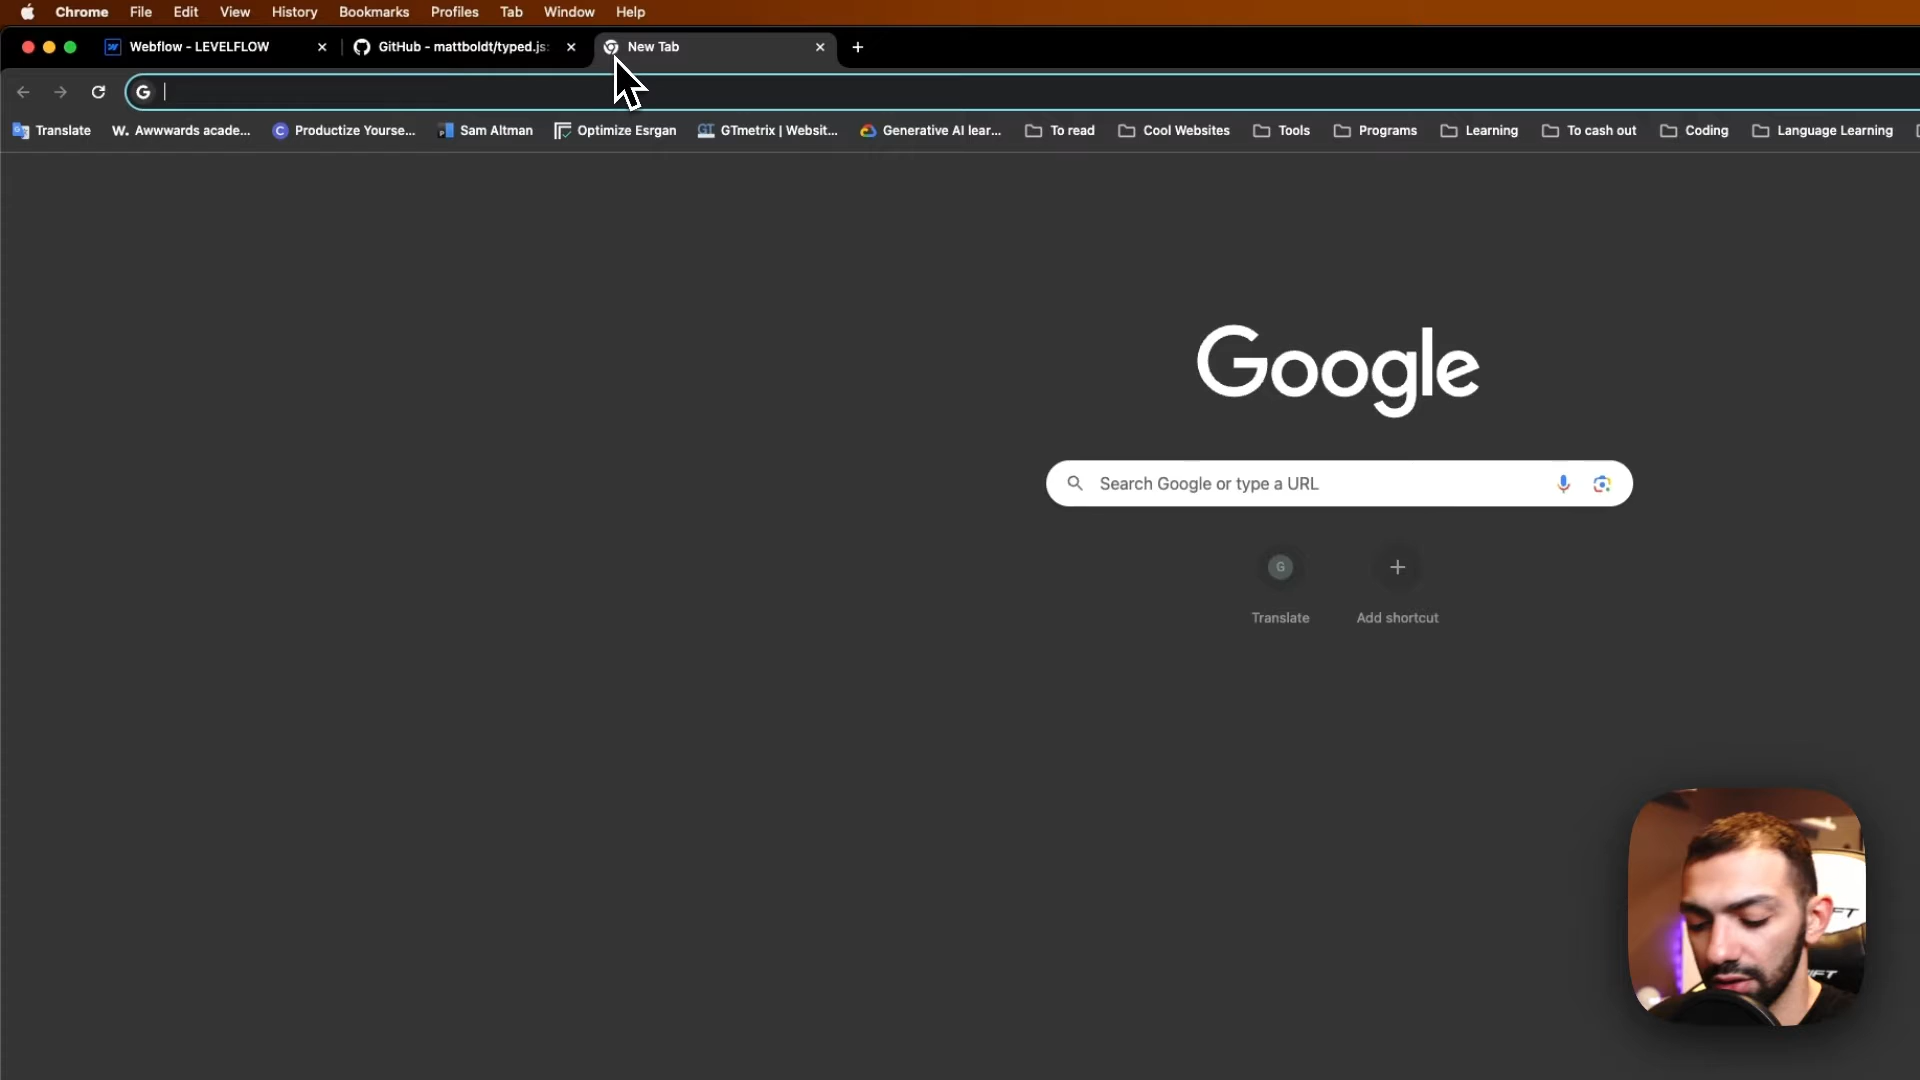 Chrome File Edit View History Bookmarks Profiles Tab Window Help
Webflow - LEVELFLOW GitHub - mattboldt/typed.js: New Tab
Translate W. Awwwards acade... Productize Yourse... Sam Altman Optimize Esrgan GTmetrix | Websit... Generative AI lear... To read Cool Websites Tools Programs Learning To cash out Coding Language Learning
Google
Search Google or type a URL
G
Translate Add shortcut